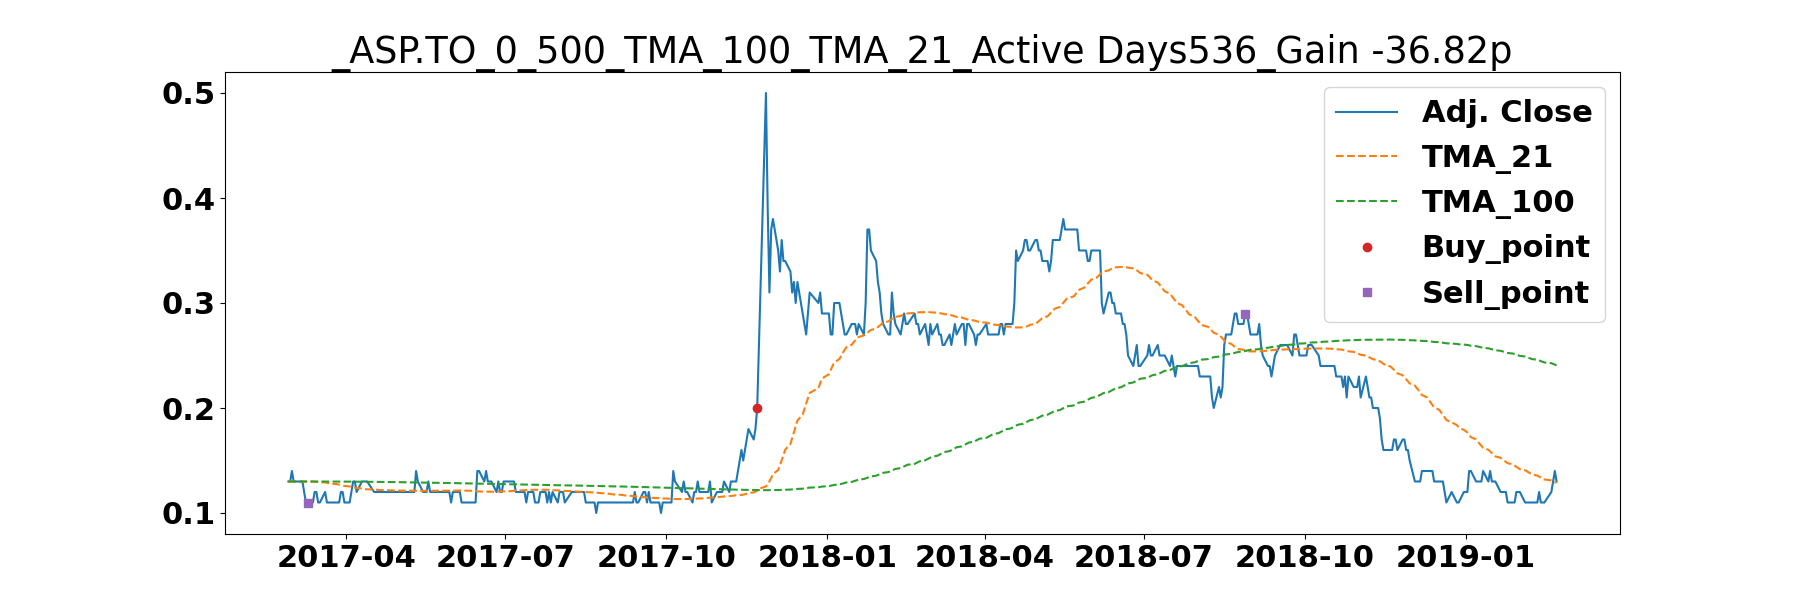 _ASP.TO_0_500_TMA_100_TMA_21_Active Days536_Gain -36.82p
0.5
0.4
0.3
0.2
0.1
Adj. Close
TMA_21
TMA_100
Buy_point
Sell_point
2017-04 2017-07 2017-10 2018-01 2018-04 2018-07 2018-10 2019-01